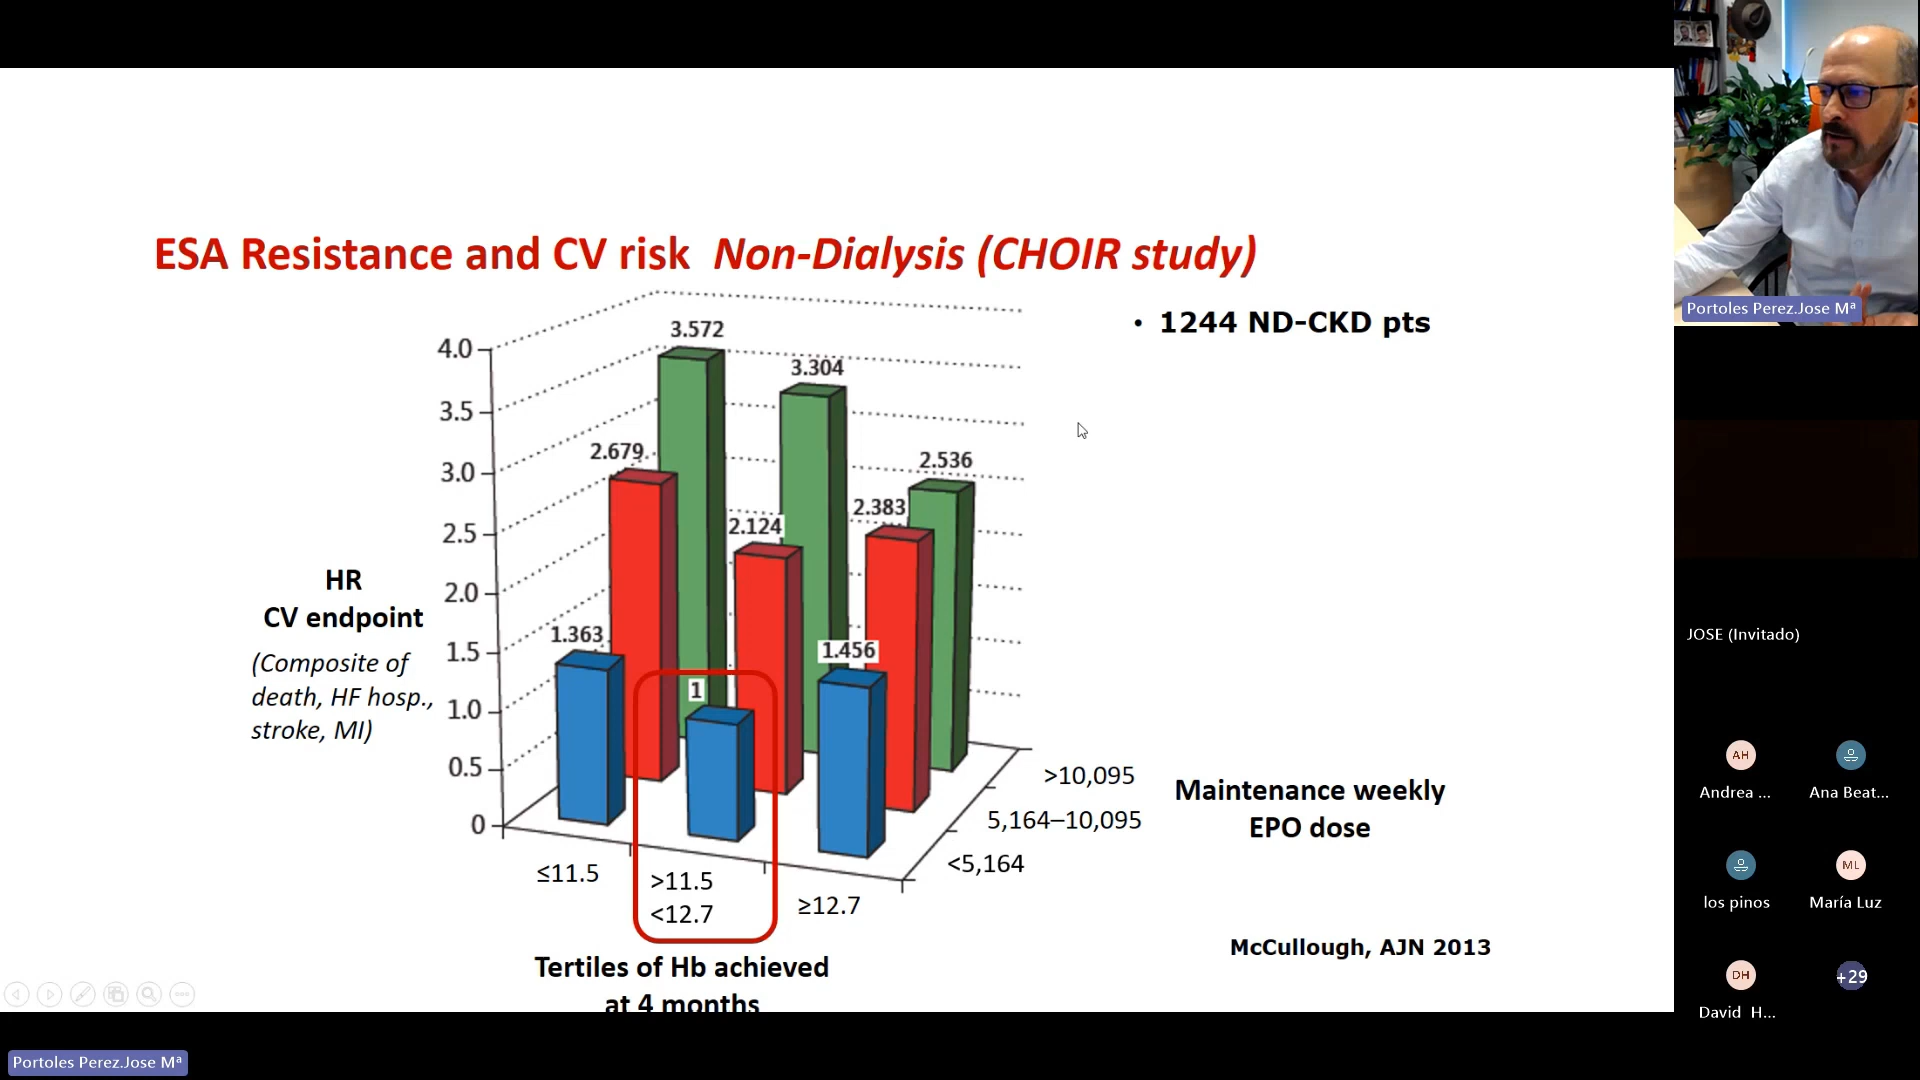 ESA Resistance and CV risk Non-Dialysis (CHOIR study)
• 1244 ND-CKD pts
4.0
3.5
3.0
2.5
2.0
1.5
1.0
0.5
0
3.572
3.304
2.536
2.679
2.124
2.383
1.363
1
1.456
HR
CV endpoint
(Composite of
death, HF hosp.,
stroke, MI)
>10,095
5,164–10,095
<5,164
Maintenance weekly
EPO dose
≤11.5
>11.5
<12.7
≥12.7
Tertiles of Hb achieved
at 4 months
McCullough, AJN 2013
Portoles Perez.Jose Mª
JOSE (Invitado)
AH
Andrea ...
Ana Beat...
los pinos
ML
María Luz
DH
David H...
+29
Portoles Perez.Jose Mª